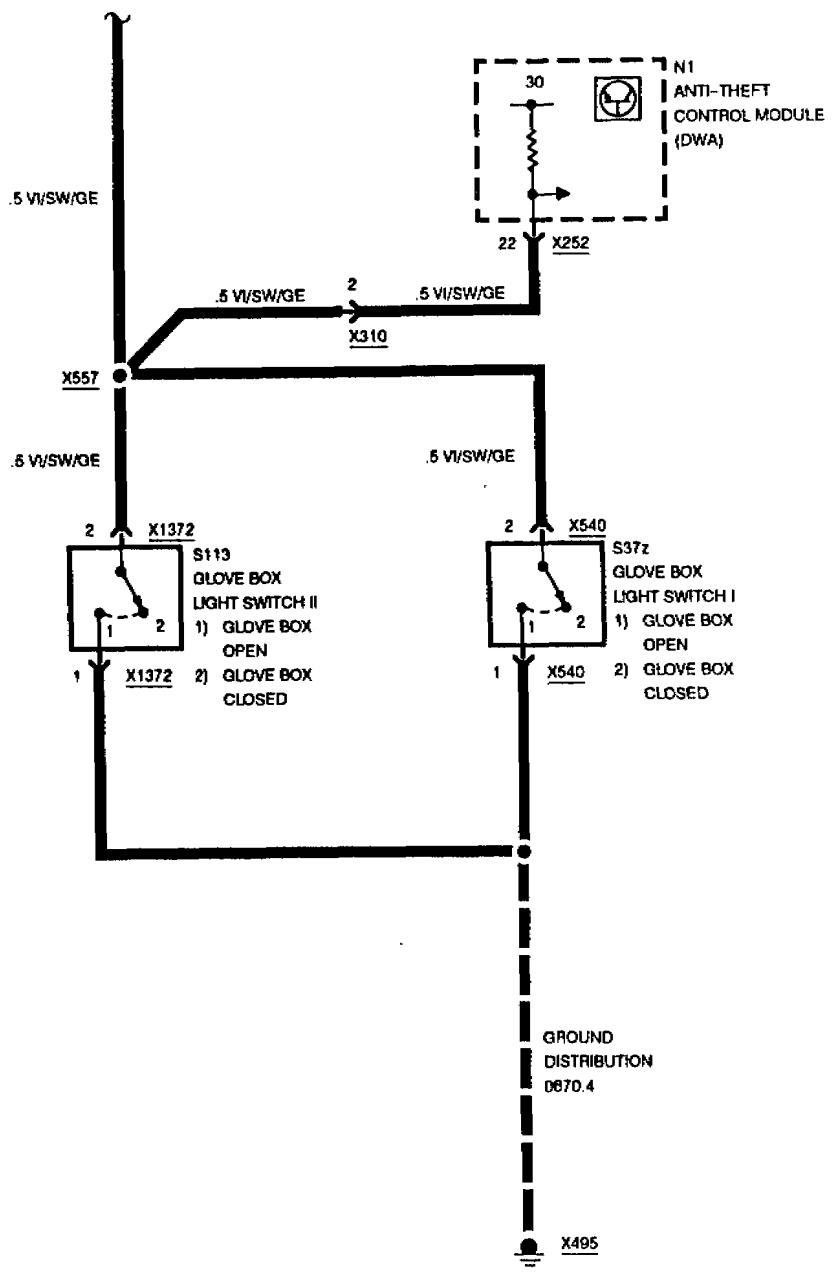 N1
ANTI-THEFT
CONTROL MODULE
(DWA)
30
.5 VI/SW/GE
22 X252
2
.5 VI/SW/GE
.5 VI/SW/GE
X310
X557
.5 VI/SW/GE
.5 VI/SW/GE
2 X1372
S113
GLOVE BOX
LIGHT SWITCH II
1) GLOVE BOX
OPEN
2) GLOVE BOX
CLOSED
1 2
1 X1372
2 X540
S37z
GLOVE BOX
LIGHT SWITCH I
1) GLOVE BOX
OPEN
2) GLOVE BOX
CLOSED
1 2
1 X540
GROUND
DISTRIBUTION
0670.4
X495